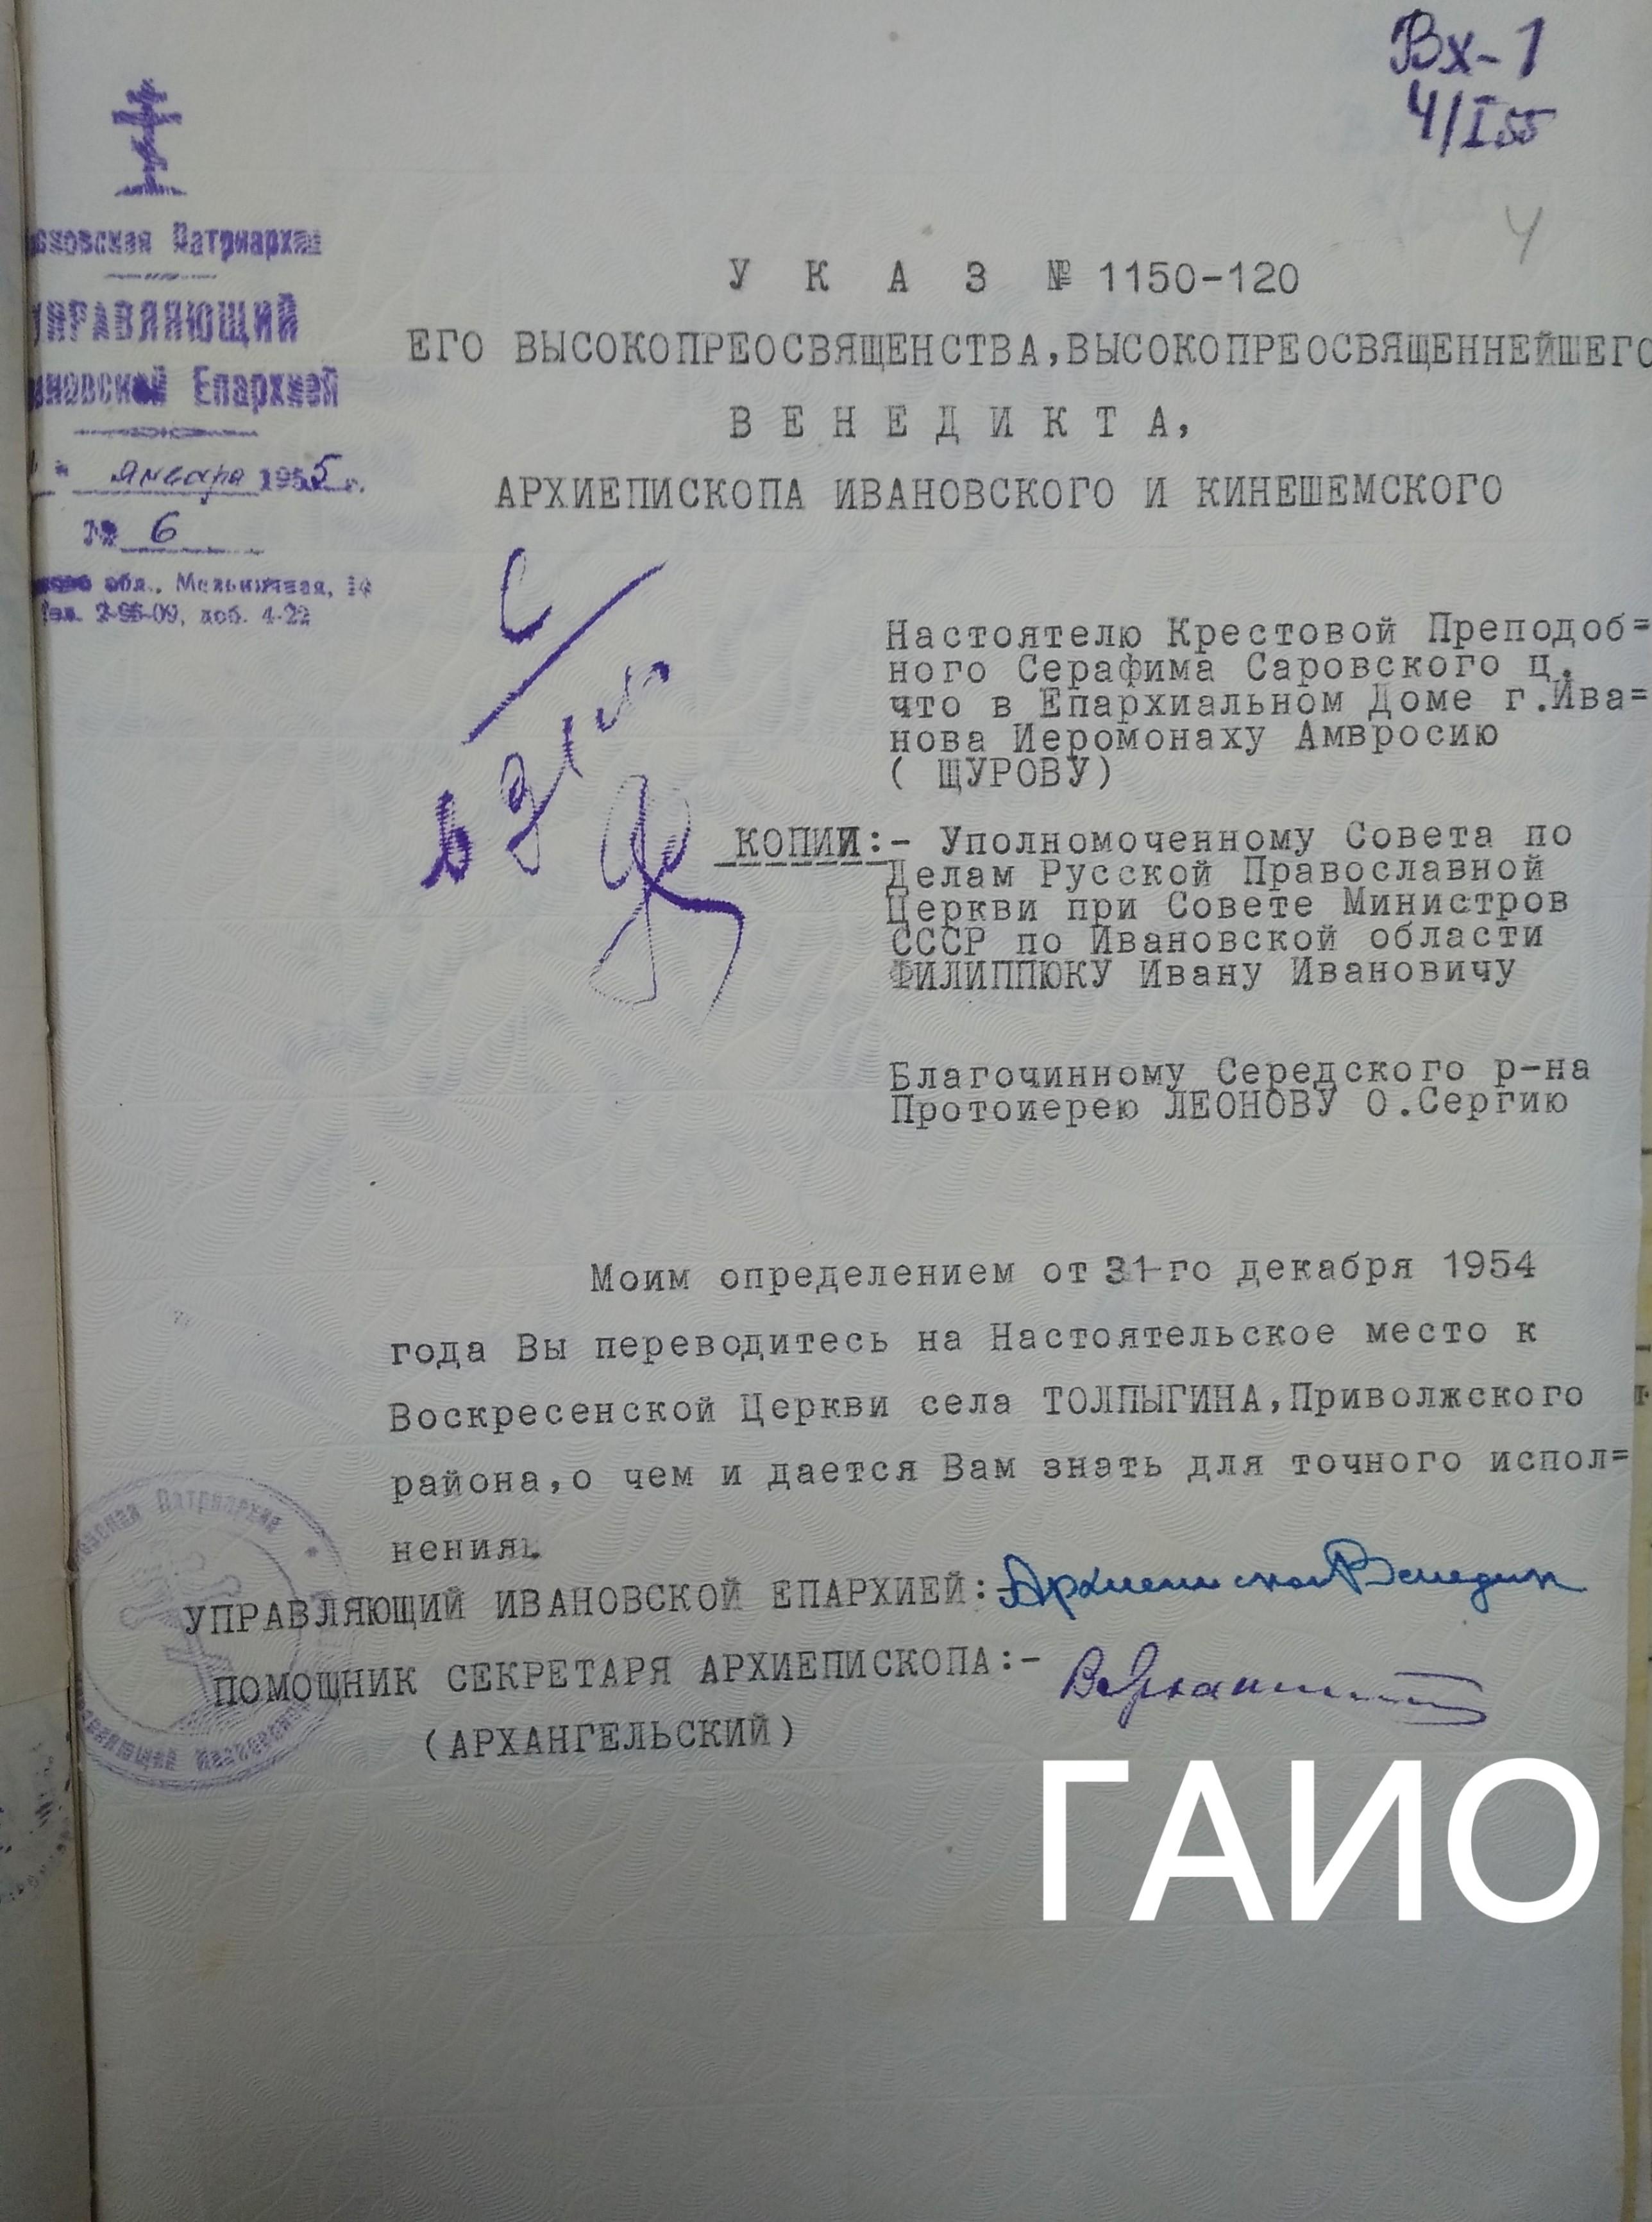 Вх-1
4/I 55
4
Патриархия
УПРАВЛЯЮЩИЙ
Епархией
января 1955 г.
№ 6
обл., Мельничная, 14
2-95-09, доб. 4-22
У К А З № 1150-120
ЕГО ВЫСОКОПРЕОСВЯЩЕНСТВА,ВЫСОКОПРЕОСВЯЩЕННЕЙШЕГО
В Е Н Е Д И К Т А,
АРХИЕПИСКОПА ИВАНОВСКОГО И КИНЕШЕМСКОГО
Настоятелю Крестовой Преподоб=
ного Серафима Саровского ц.
что в Епархиальном Доме г.Ива=
нова Иеромонаху Амвросию
( ЩУРОВУ)
КОПИИ:- Уполномоченному Совета по
Делам Русской Православной
Церкви при Совете Министров
СССР по Ивановской области
ФИЛИППЮКУ Ивану Ивановичу
Благочинному Середского р-на
Протоиерею ЛЕОНОВУ О.Сергию
Моим определением от 31-го декабря 1954
года Вы переводитесь на Настоятельское место к
Воскресенской Церкви села ТОЛПЫГИНА,Приволжского
района,о чем и дается Вам знать для точного испол=
нения.
УПРАВЛЯЮЩИЙ ИВАНОВСКОЙ ЕПАРХИЕЙ:- Архиепископ Венедикт
ПОМОЩНИК СЕКРЕТАРЯ АРХИЕПИСКОПА:-
(АРХАНГЕЛЬСКИЙ)
Патриархия
ГАИО